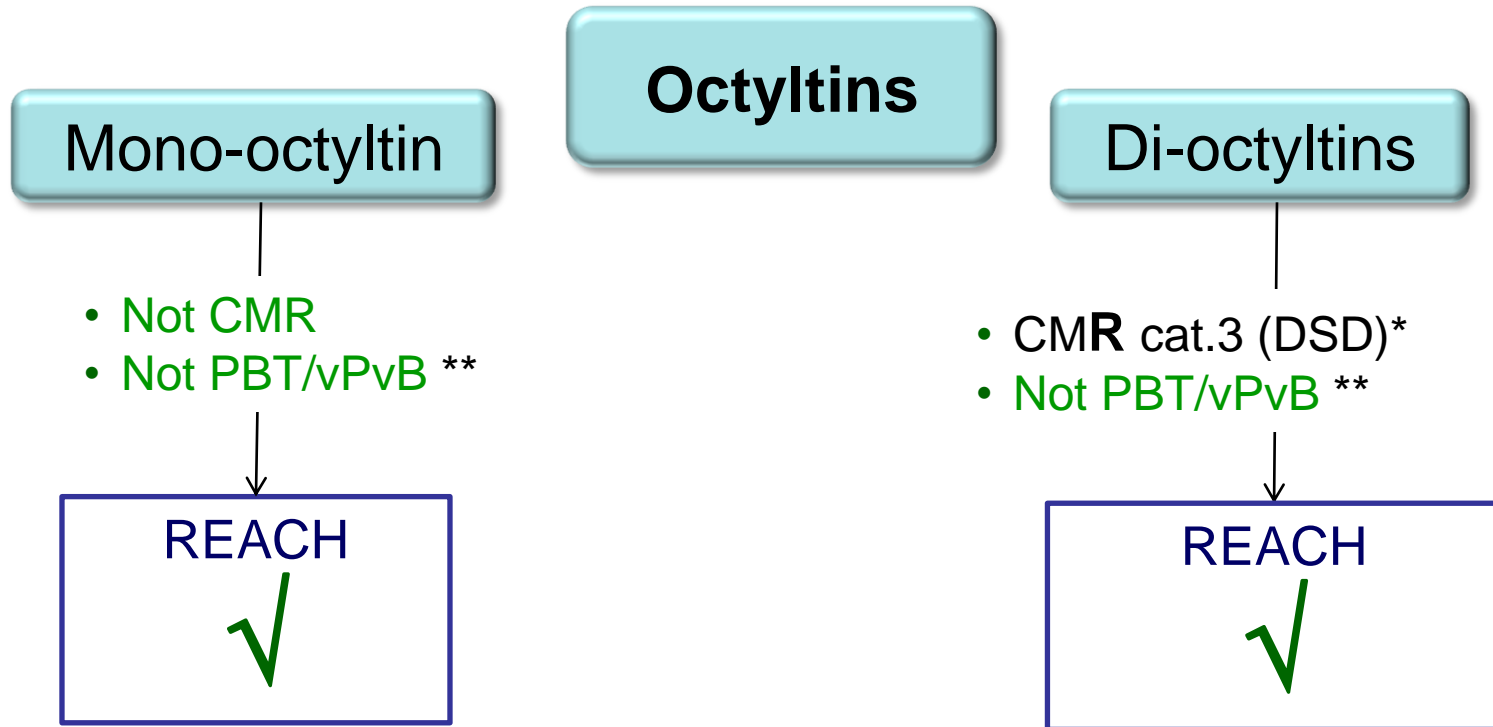 Octyltins
Mono-octyltin
• Not CMR
• Not PBT/vPvB **
REACH
√
Di-octyltins
• CMR cat.3 (DSD)*
• Not PBT/vPvB **
REACH
√